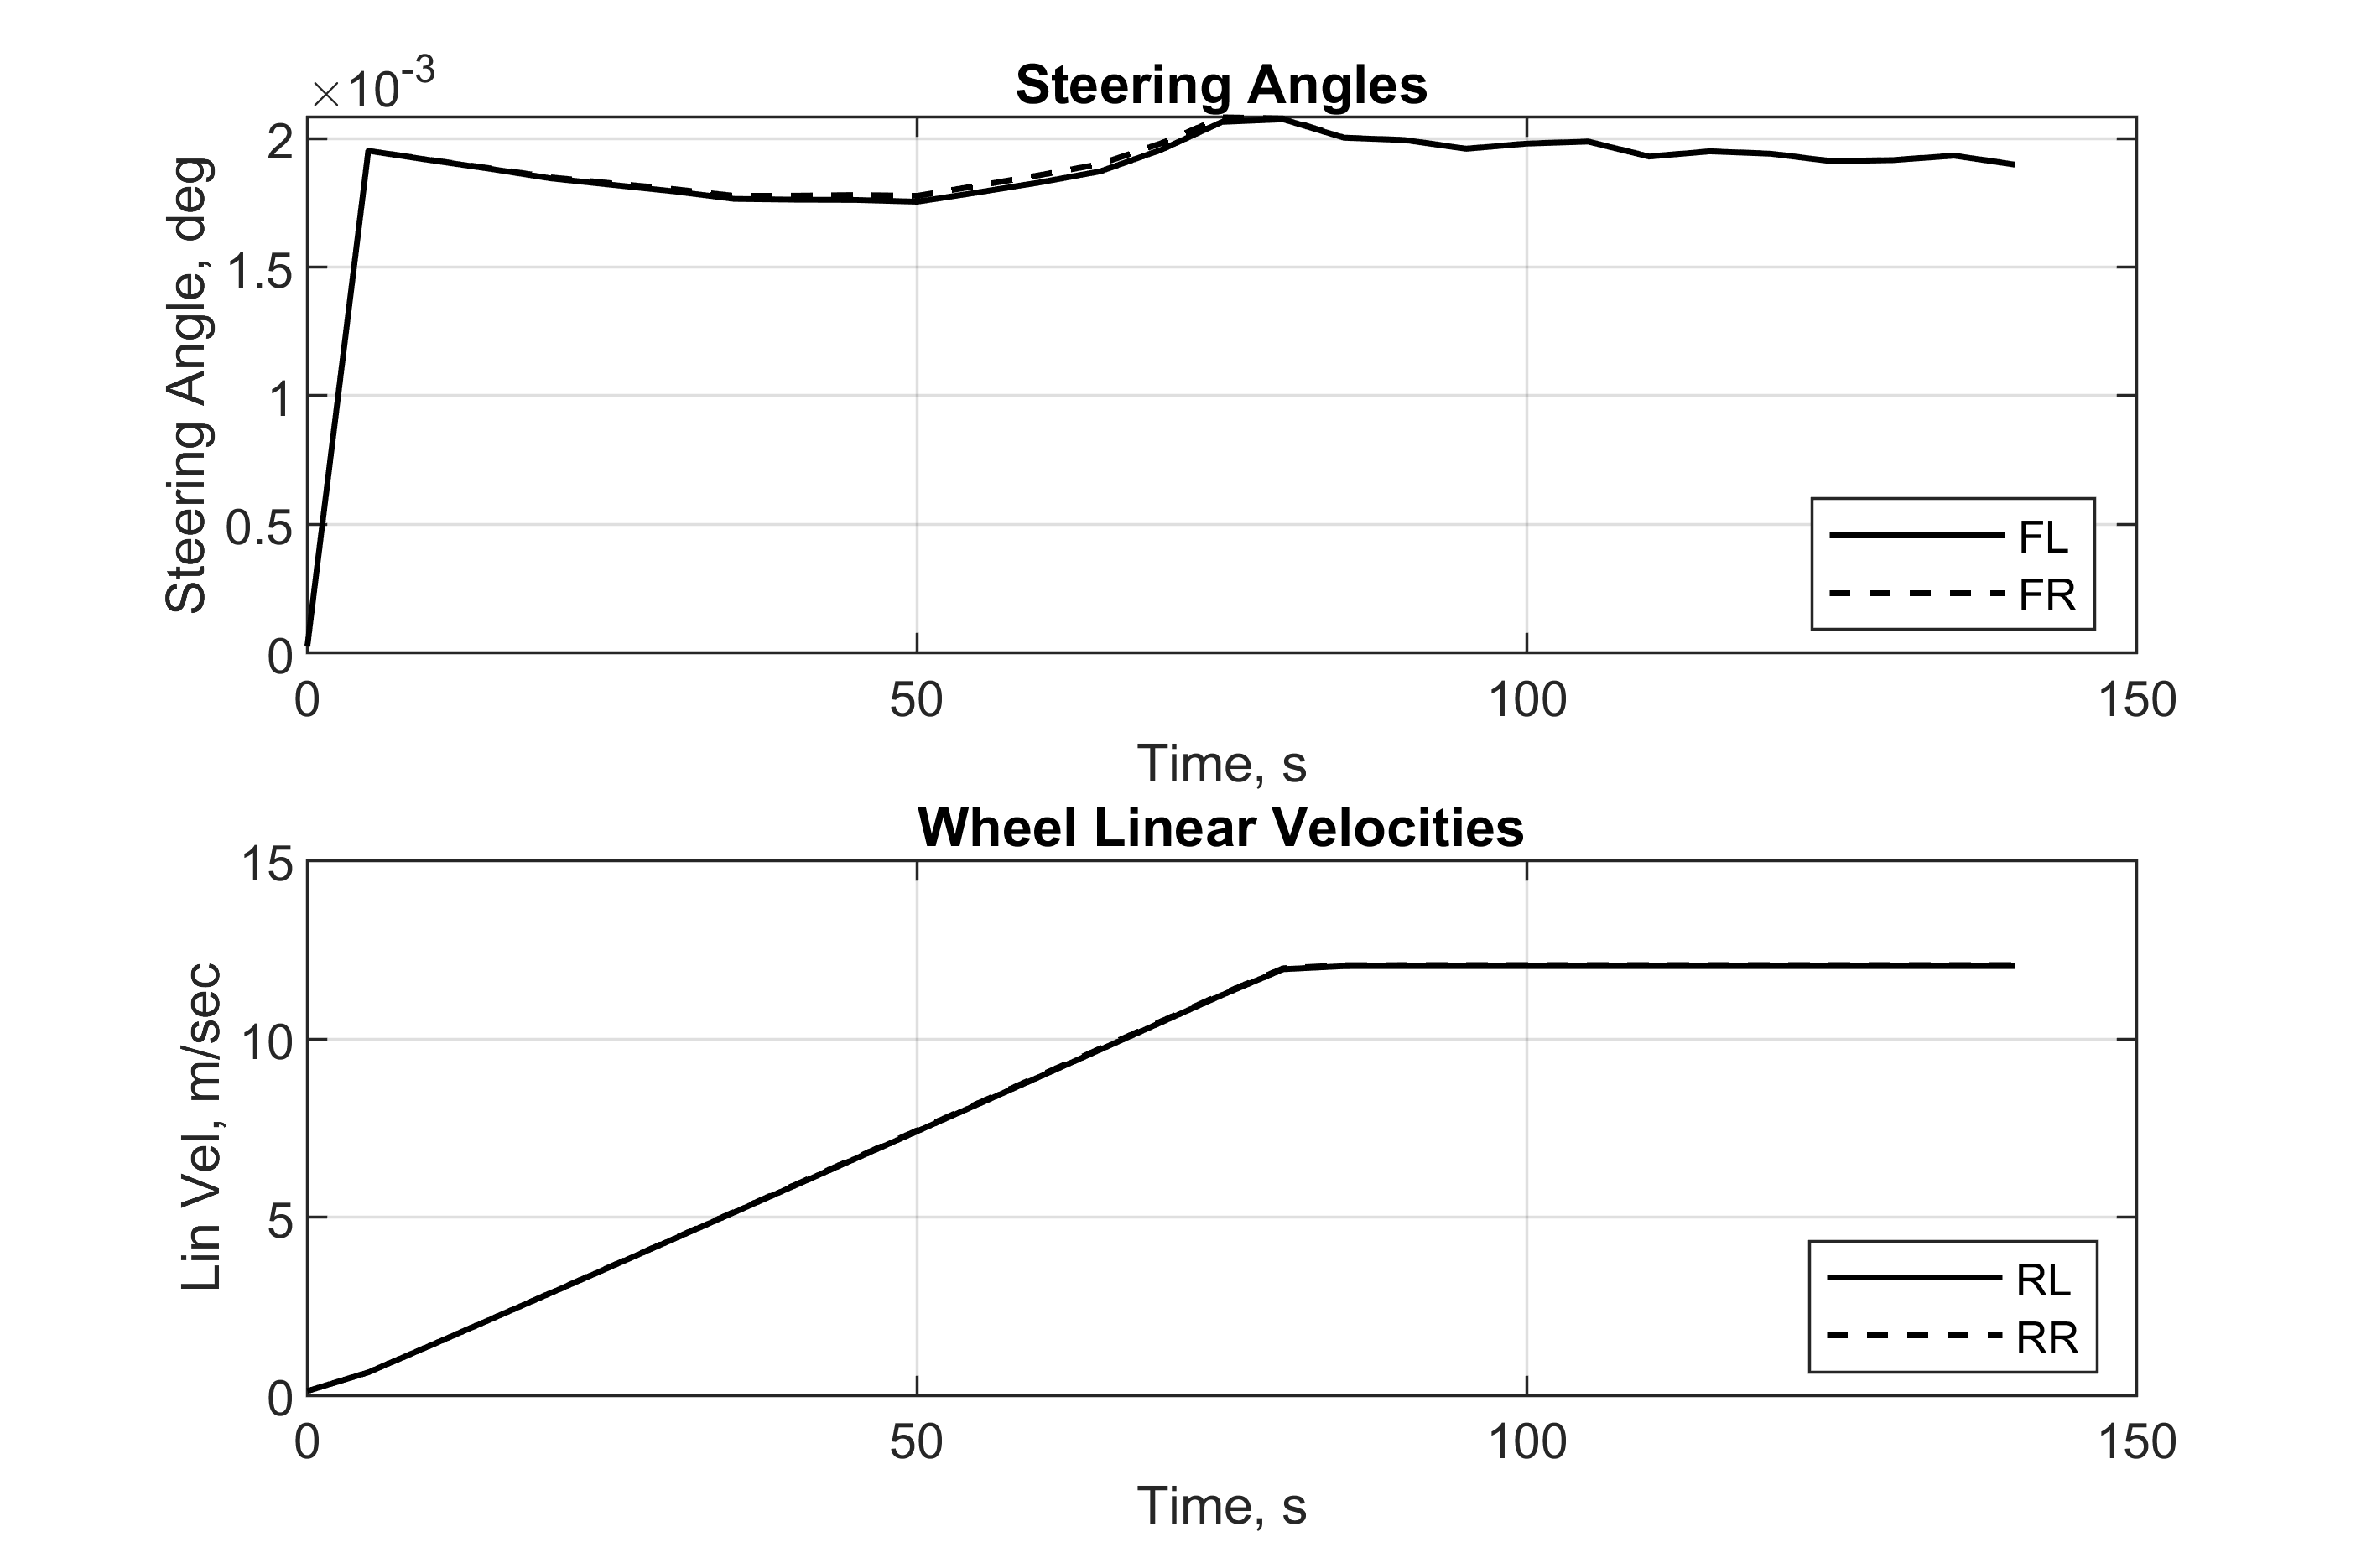 ×10-3
Steering Angles
Steering Angle, deg
2
1.5
1
0.5
0
FL
FR
0 50 100 150
Time, s
Wheel Linear Velocities
Lin Vel, m/sec
15
10
5
0
RL
RR
0 50 100 150
Time, s